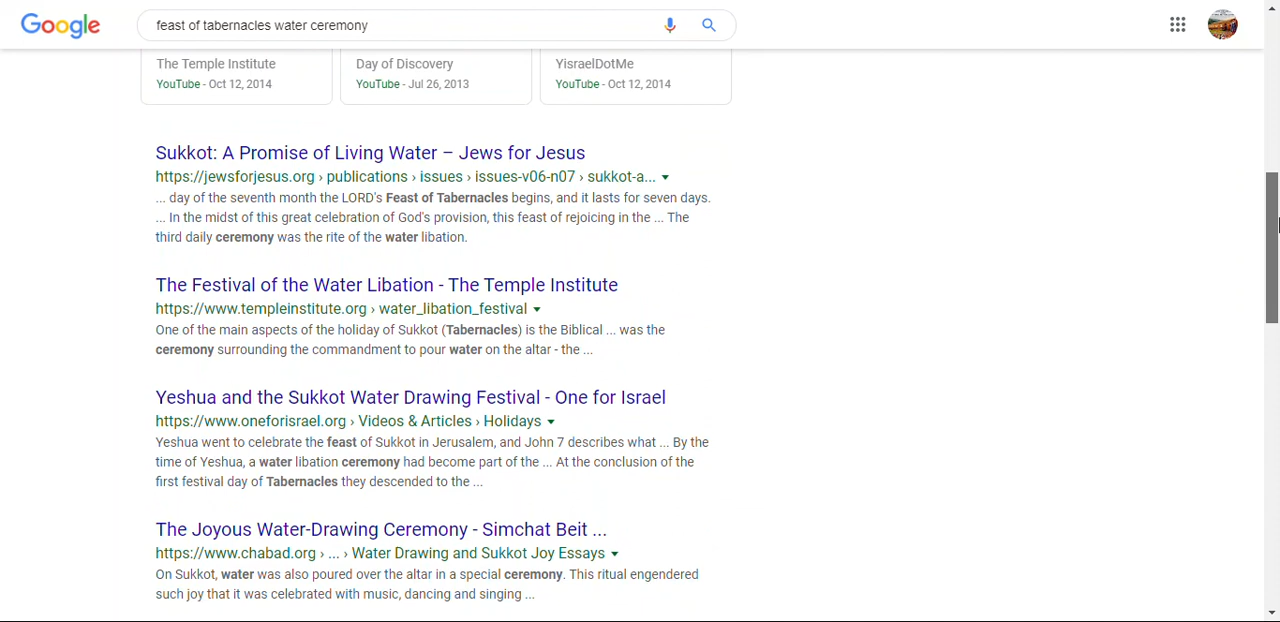 Google
feast of tabernacles water ceremony
The Temple Institute
YouTube - Oct 12, 2014
Day of Discovery
YouTube - Jul 26, 2013
YisraelDotMe
YouTube - Oct 12, 2014
Sukkot: A Promise of Living Water – Jews for Jesus
https://jewsforjesus.org › publications › issues › issues-v06-n07 › sukkot-a...
... day of the seventh month the LORD's Feast of Tabernacles begins, and it lasts for seven days.
... In the midst of this great celebration of God's provision, this feast of rejoicing in the ... The
third daily ceremony was the rite of the water libation.
The Festival of the Water Libation - The Temple Institute
https://www.templeinstitute.org › water_libation_festival
One of the main aspects of the holiday of Sukkot (Tabernacles) is the Biblical ... was the
ceremony surrounding the commandment to pour water on the altar - the ...
Yeshua and the Sukkot Water Drawing Festival - One for Israel
https://www.oneforisrael.org › Videos & Articles › Holidays
Yeshua went to celebrate the feast of Sukkot in Jerusalem, and John 7 describes what ... By the
time of Yeshua, a water libation ceremony had become part of the ... At the conclusion of the
first festival day of Tabernacles they descended to the ...
The Joyous Water-Drawing Ceremony - Simchat Beit ...
https://www.chabad.org › ... › Water Drawing and Sukkot Joy Essays
On Sukkot, water was also poured over the altar in a special ceremony. This ritual engendered
such joy that it was celebrated with music, dancing and singing ...